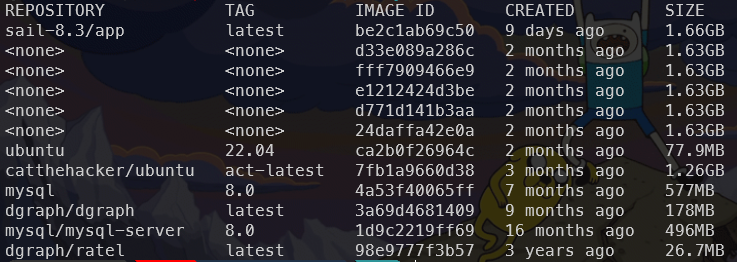 REPOSITORY TAG IMAGE ID CREATED SIZE
sail-8.3/app latest be2c1ab69c50 9 days ago 1.66GB
<none> <none> d33e089a286c 2 months ago 1.63GB
<none> <none> fff7909466e9 2 months ago 1.63GB
<none> <none> e1212424d3be 2 months ago 1.63GB
<none> <none> d771d141b3aa 2 months ago 1.63GB
<none> <none> 24daffa42e0a 2 months ago 1.63GB
ubuntu 22.04 ca2b0f26964c 2 months ago 77.9MB
catthehacker/ubuntu act-latest 7fb1a9660d38 3 months ago 1.26GB
mysql 8.0 4a53f40065ff 7 months ago 577MB
dgraph/dgraph latest 3a69d4681409 9 months ago 178MB
mysql/mysql-server 8.0 1d9c2219ff69 16 months ago 496MB
dgraph/ratel latest 98e9777f3b57 3 years ago 26.7MB